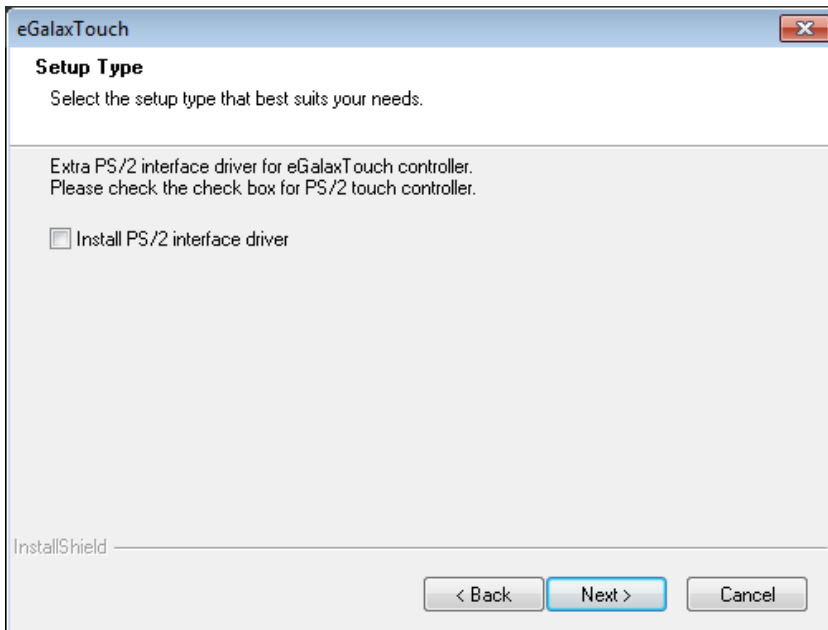 eGalaxTouch
Setup Type
Select the setup type that best suits your needs.
Extra PS/2 interface driver for eGalaxTouch controller.
Please check the check box for PS/2 touch controller.
Install PS/2 interface driver
InstallShield
< Back
Next >
Cancel